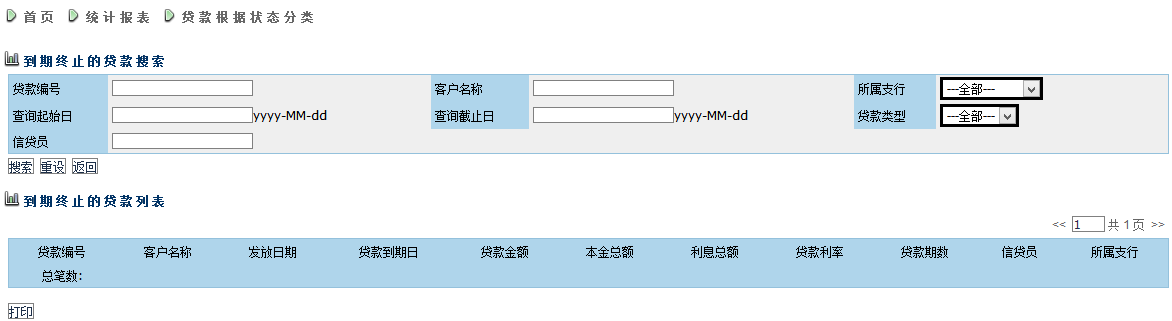 首页 统计报表 贷款根据状态分类
到期终止的贷款搜索
贷款编号 客户名称 所属支行 ---全部---
查询起始日 yyyy-MM-dd 查询截止日 yyyy-MM-dd 贷款类型 ---全部---
信贷员
搜索 重设 返回
到期终止的贷款列表
<< 1 共 1 页 >>
贷款编号 客户名称 发放日期 贷款到期日 贷款金额 本金总额 利息总额 贷款利率 贷款期数 信贷员 所属支行
总笔数:
打印